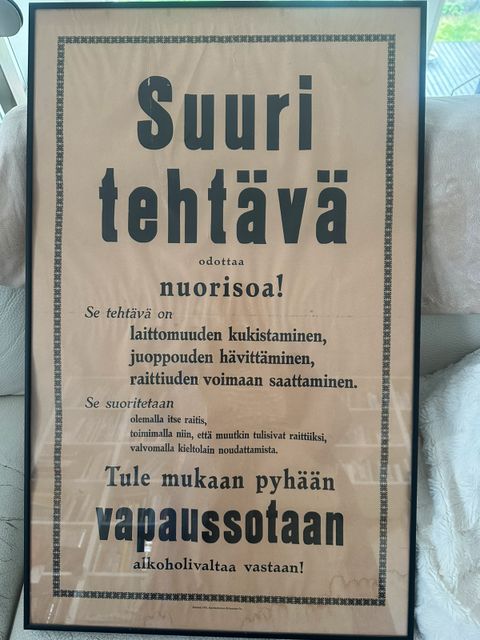 Suuri
tehtävä
odottaa
nuorisoa!
Se tehtävä on
laittomuuden kukistaminen,
juoppouden hävittäminen,
raittiuden voimaan saattaminen.
Se suoritetaan
olemalla itse raitis,
toimimalla niin, että muutkin tulisivat raittiiksi,
valvomalla kieltolain noudattamista.
Tule mukaan pyhään
vapaussotaan
alkoholivaltaa vastaan!